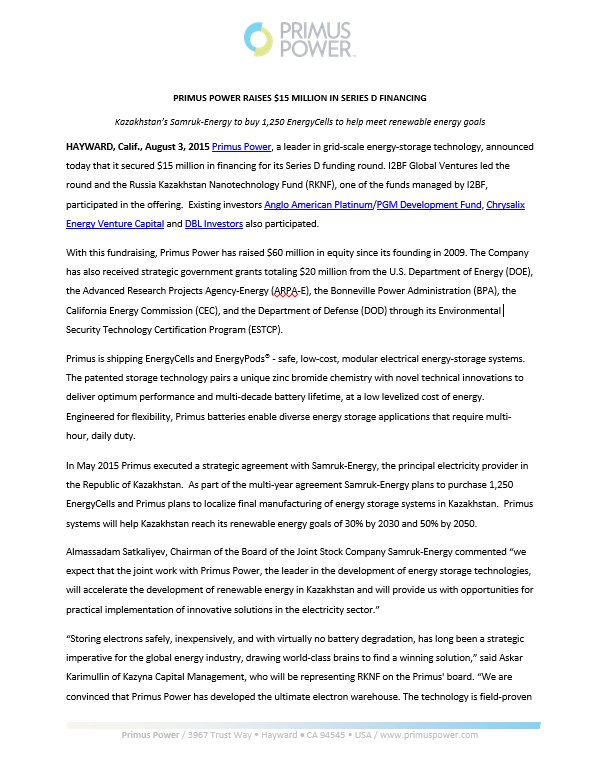 PRIMUS
POWER
PRIMUS POWER RAISES $15 MILLION IN SERIES D FINANCING
Kazakhstan's Samruk-Energy to buy 1,250 EnergyCells to help meet renewable energy goals
HAYWARD, Calif., August 3, 2015 Primus Power, a leader in grid-scale energy-storage technology, announced
today that it secured $15 million in financing for its Series D funding round. I2BF Global Ventures led the
round and the Russia Kazakhstan Nanotechnology Fund (RKNF), one of the funds managed by I2BF,
participated in the offering.  Existing investors Anglo American Platinum/PGM Development Fund, Chrysalix
Energy Venture Capital and DBL Investors also participated.
With this fundraising, Primus Power has raised $60 million in equity since its founding in 2009. The Company
has also received strategic government grants totaling $20 million from the U.S. Department of Energy (DOE),
the Advanced Research Projects Agency-Energy (ARPA-E), the Bonneville Power Administration (BPA), the
California Energy Commission (CEC), and the Department of Defense (DOD) through its Environmental
Security Technology Certification Program (ESTCP).
Primus is shipping EnergyCells and EnergyPods® - safe, low-cost, modular electrical energy-storage systems.
The patented storage technology pairs a unique zinc bromide chemistry with novel technical innovations to
deliver optimum performance and multi-decade battery lifetime, at a low levelized cost of energy.
Engineered for flexibility, Primus batteries enable diverse energy storage applications that require multi-
hour, daily duty.
In May 2015 Primus executed a strategic agreement with Samruk-Energy, the principal electricity provider in
the Republic of Kazakhstan.  As part of the multi-year agreement Samruk-Energy plans to purchase 1,250
EnergyCells and Primus plans to localize final manufacturing of energy storage systems in Kazakhstan.  Primus
systems will help Kazakhstan reach its renewable energy goals of 30% by 2030 and 50% by 2050.
Almassadam Satkaliyev, Chairman of the Board of the Joint Stock Company Samruk-Energy commented “we
expect that the joint work with Primus Power, the leader in the development of energy storage technologies,
will accelerate the development of renewable energy in Kazakhstan and will provide us with opportunities for
practical implementation of innovative solutions in the electricity sector.”
“Storing electrons safely, inexpensively, and with virtually no battery degradation, has long been a strategic
imperative for the global energy industry, drawing world-class brains to find a winning solution,” said Askar
Karimullin of Kazyna Capital Management, who will be representing RKNF on the Primus' board. “We are
convinced that Primus Power has developed the ultimate electron warehouse. The technology is field-proven
Primus Power / 3967 Trust Way • Hayward • CA 94545 • USA / www.primuspower.com